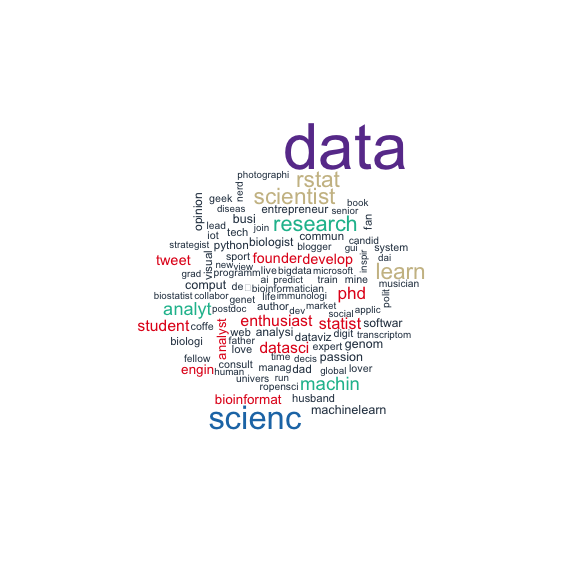 data
photographi
rstat
nerd
geek
scientist
book
diseas
entrepreneur
senior
opinion
busi
research
fan
lead
join
iot
tech
commun
candid
strategist
python
biologist
blogger
gui
system
tweet
visual
sport
founder
develop
inspir
dai
new
view
grad
programm
live
bigdata
microsoft
learn
ai
predict
train
mine
musician
comput
de
bioinformatician
phd
polit
biostatist
collabor
genet
life
immunologi
analyt
postdoc
author
dev
market
social
applic
student
coffe
enthusiast
statist
softwar
analyst
web
analysi
dataviz
digit
transcriptom
biologi
father
love
datasci
expert
genom
fellow
time
decis
passion
engin
human
consult
manag
dad
global
lover
univers
run
ropensci
machin
bioinformat
husband
scienc
machinelearn